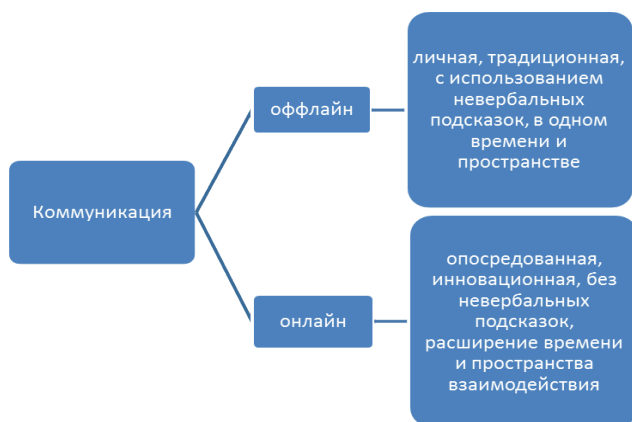 Коммуникация
оффлайн
личная, традиционная,
с использованием
невербальных
подсказок, в одном
времени и
пространстве
онлайн
опосредованная,
инновационная, без
невербальных
подсказок,
расширение времени
и пространства
взаимодействия